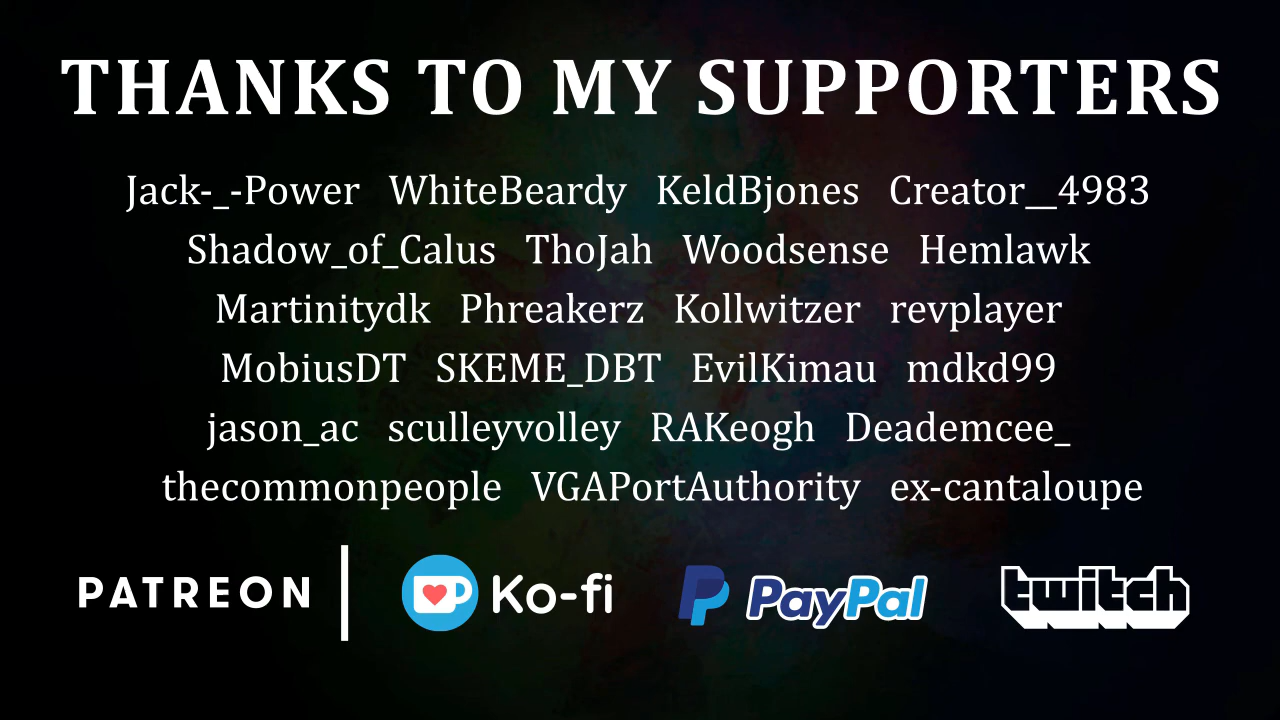 THANKS TO MY SUPPORTERS
Jack-_-Power WhiteBeardy KeldBjones Creator__4983
Shadow_of_Calus ThoJah Woodsense Hemlawk
Martinitydk Phreakerz Kollwitzer revplayer
MobiusDT SKEME_DBT EvilKimau mdkd99
jason_ac sculleyvolley RAKeogh Deademcee_
thecommonpeople VGAPortAuthority ex-cantaloupe
PATREON Ko-fi PayPal twitch